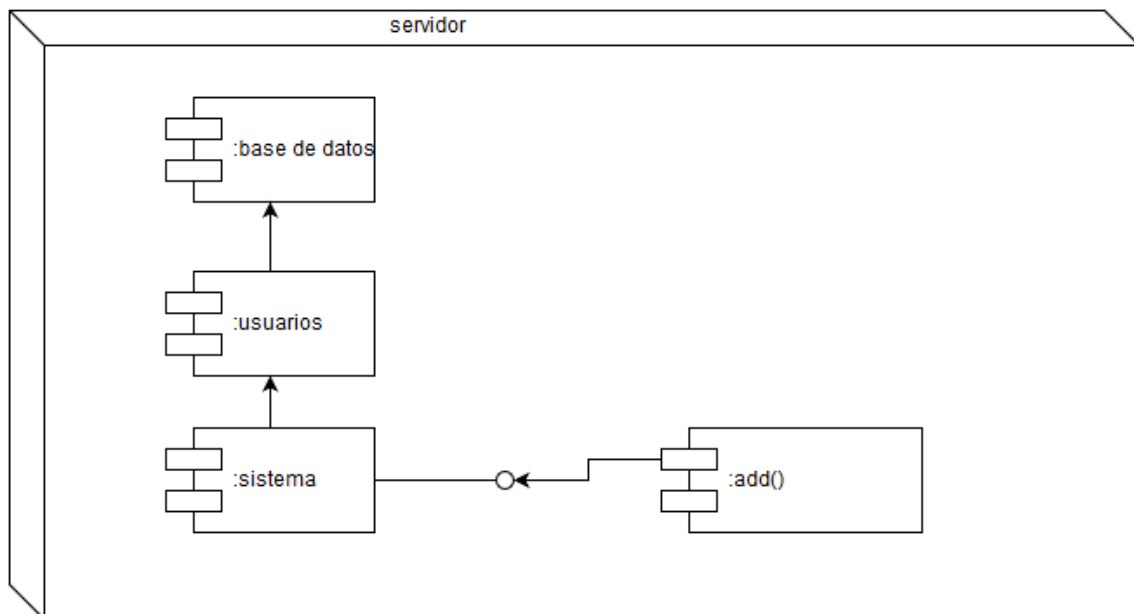 servidor
:base de datos
:usuarios
:sistema
:add()